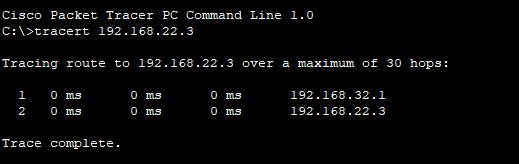 Cisco Packet Tracer PC Command Line 1.0
C:\>tracert 192.168.22.3
Tracing route to 192.168.22.3 over a maximum of 30 hops:
1 0 ms 0 ms 0 ms 192.168.32.1
2 0 ms 0 ms 0 ms 192.168.22.3
Trace complete.